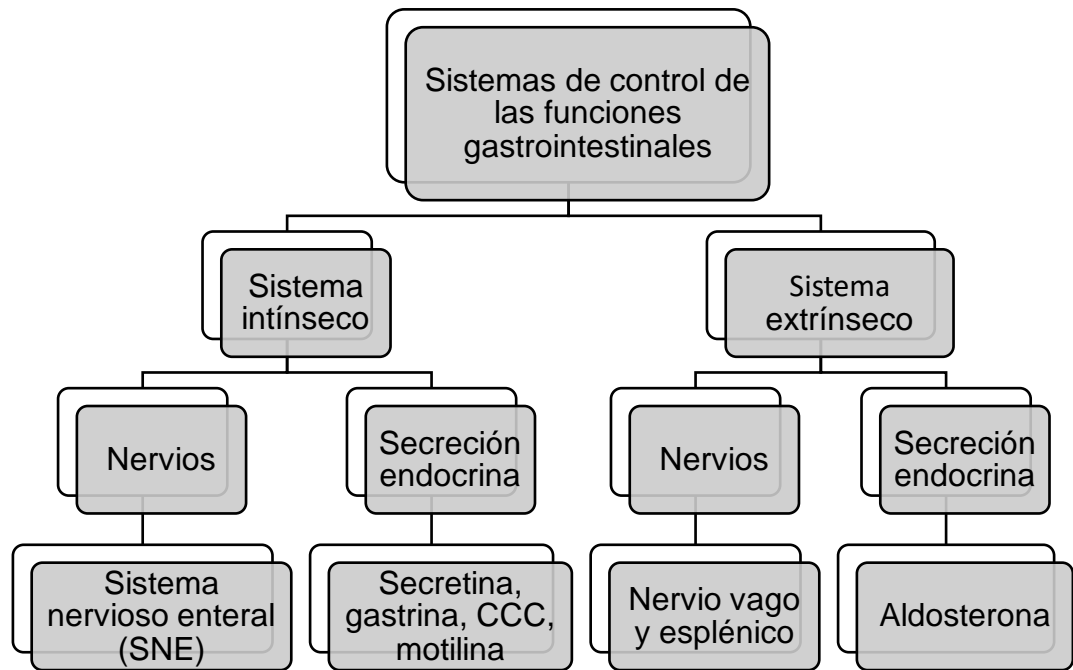 Sistemas de control de
las funciones
gastrointestinales
Sistema
intínseco
Sistema
extrínseco
Nervios
Secreción
endocrina
Nervios
Secreción
endocrina
Sistema
nervioso enteral
(SNE)
Secretina,
gastrina, CCC,
motilina
Nervio vago
y esplénico
Aldosterona